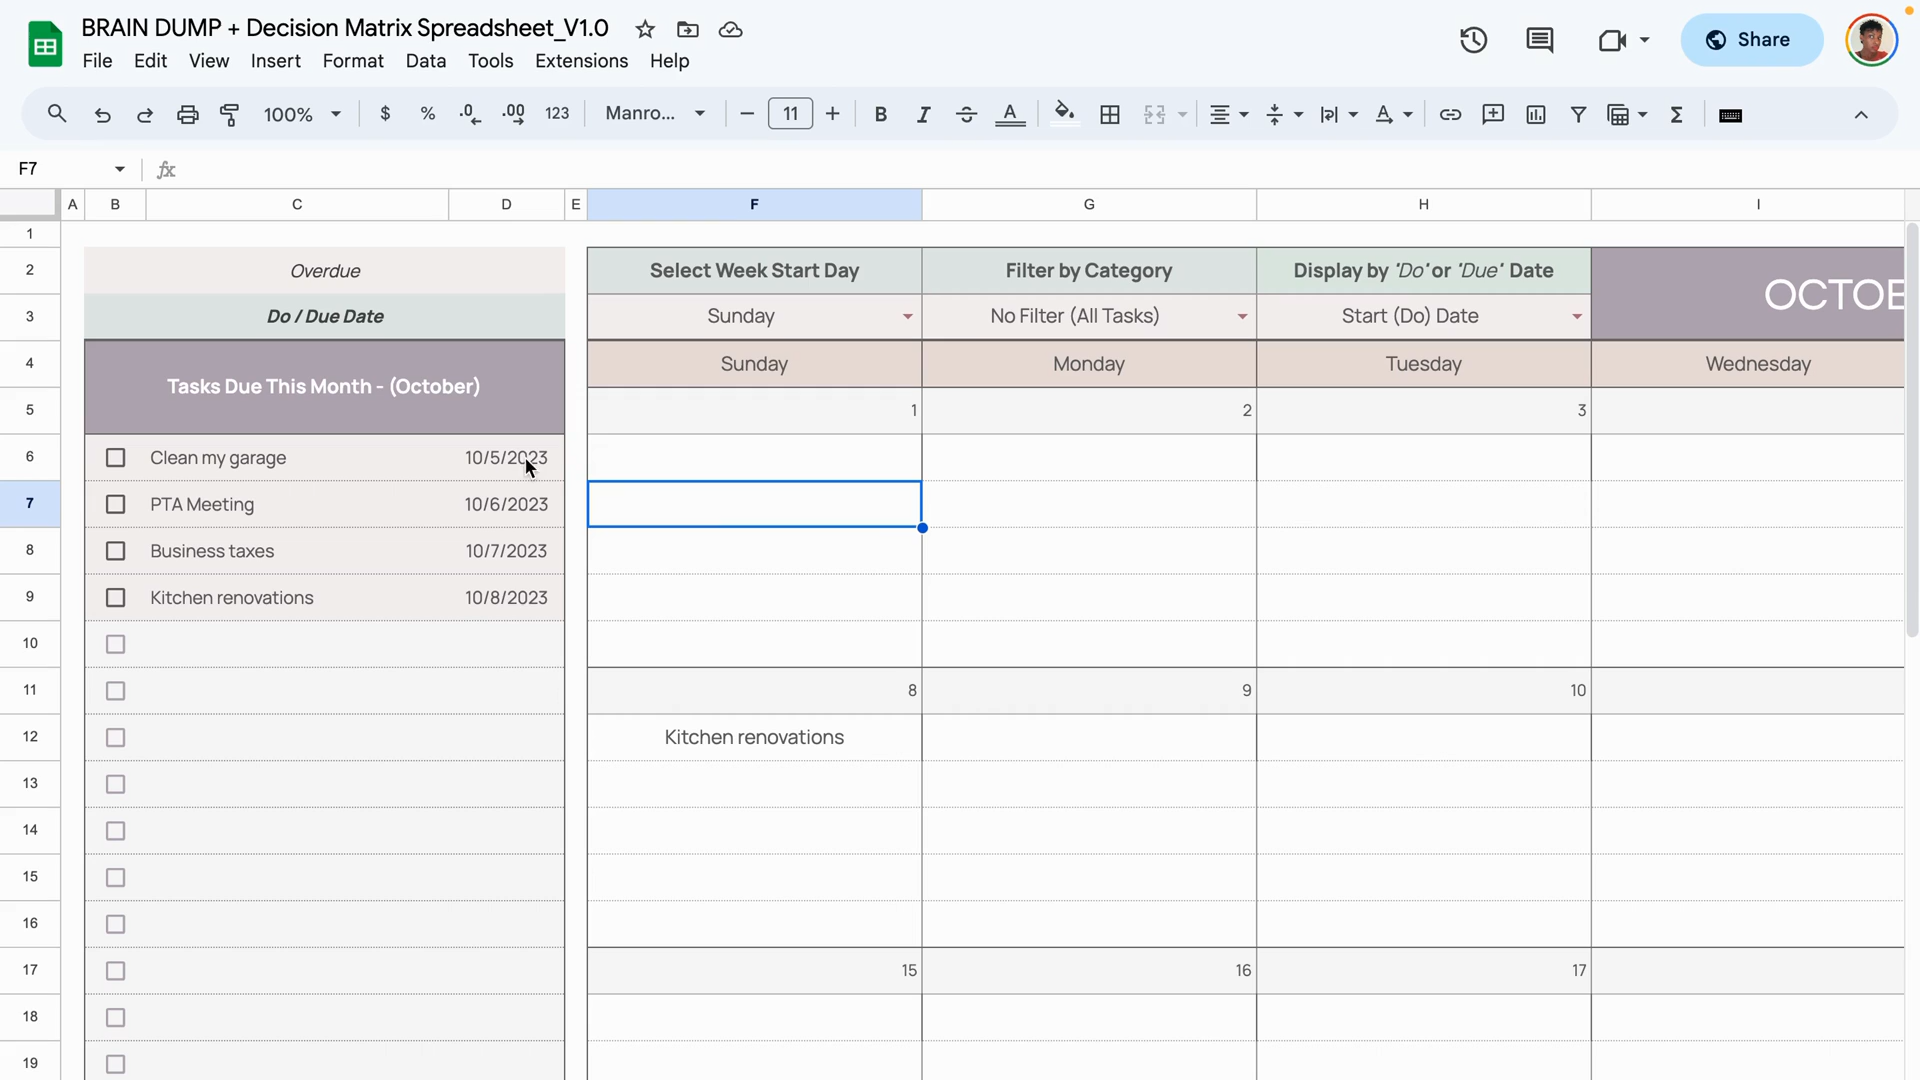 BRAIN DUMP + Decision Matrix Spreadsheet_V1.0
Share
File Edit View Insert Format Data Tools Extensions Help
100% $ % .0 .00 123 Manro... 11 B I A A
F7 fx
A B C D E F G H I
1
2 Overdue Select Week Start Day Filter by Category Display by 'Do' or 'Due' Date
OCTOB
3 Do / Due Date Sunday No Filter (All Tasks) Start (Do) Date
4 Sunday Monday Tuesday Wednesday
Tasks Due This Month - (October)
5 1 2 3
6 Clean my garage 10/5/2023
7 PTA Meeting 10/6/2023
8 Business taxes 10/7/2023
9 Kitchen renovations 10/8/2023
10
11 8 9 10
12 Kitchen renovations
13
14
15
16
17 15 16 17
18
19